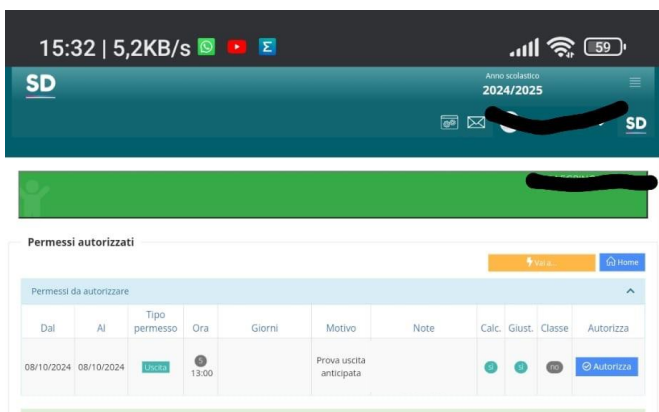 15:32 | 5,2KB/s
59
SD
Anno scolastico
2024/2025
SD
Permessi autorizzati
Vai a...
Home
Permessi da autorizzare
Dal Al Tipo permesso Ora Giorni Motivo Note Calc. Giust. Classe Autorizza
08/10/2024 08/10/2024 Uscita 5 13:00 Prova uscita anticipata sì sì no Autorizza